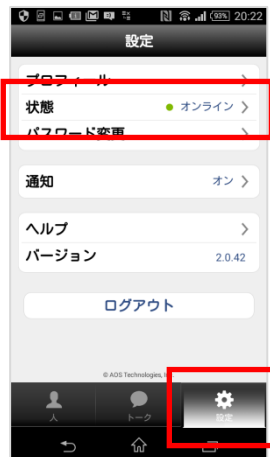 93% 20:22
設定
プロフィール
状態 オンライン
パスワード変更
通知 オン
ヘルプ
バージョン 2.0.42
ログアウト
© AOS Technologies,
人 トーク 設定